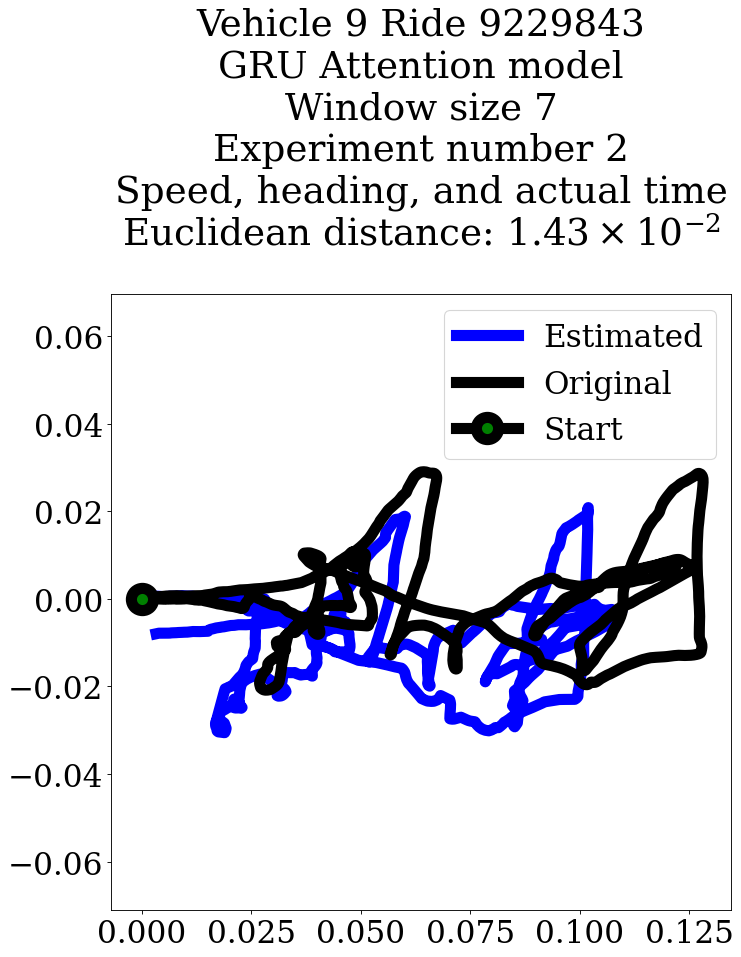 Vehicle 9 Ride 9229843
GRU Attention model
Window size 7
Experiment number 2
Speed, heading, and actual time
Euclidean distance: 1.43 × 10⁻²
Estimated
Original
Start
0.06
0.04
0.02
0.00
−0.02
−0.04
−0.06
0.000 0.025 0.050 0.075 0.100 0.125